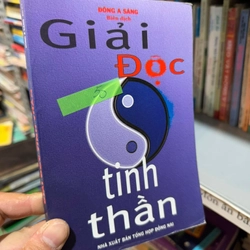 ĐÔNG A SÁNG
Biên dịch
Giải
Độc
tinh
thần
NHÀ XUẤT BẢN TỔNG HỢP ĐỒNG NAI